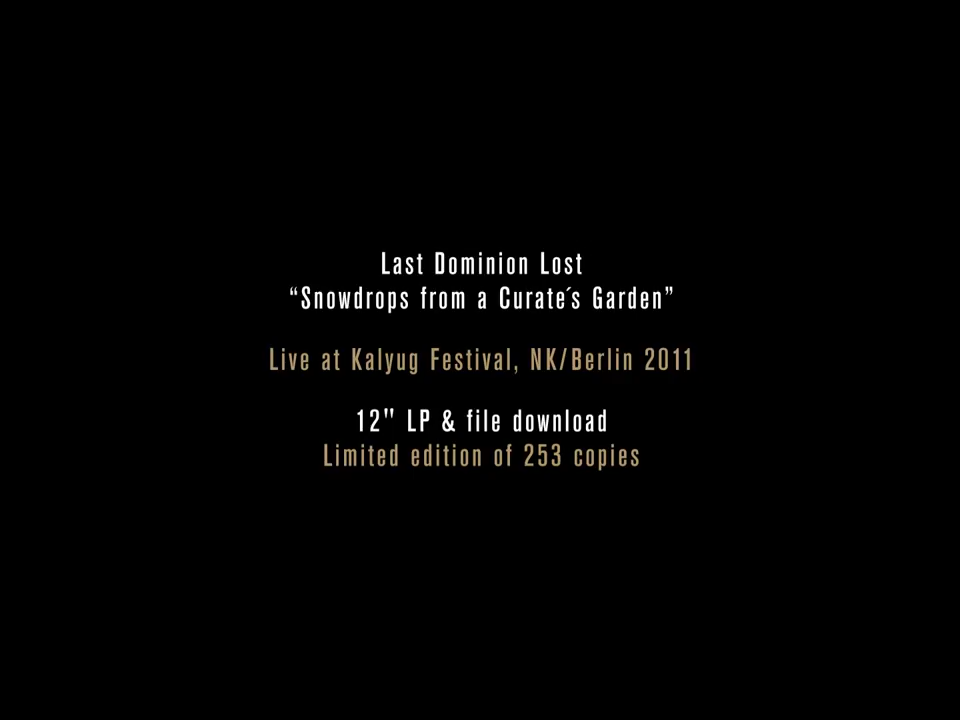 Last Dominion Lost
“Snowdrops from a Curate´s Garden”
Live at Kalyug Festival, NK/Berlin 2011
12" LP & file download
Limited edition of 253 copies